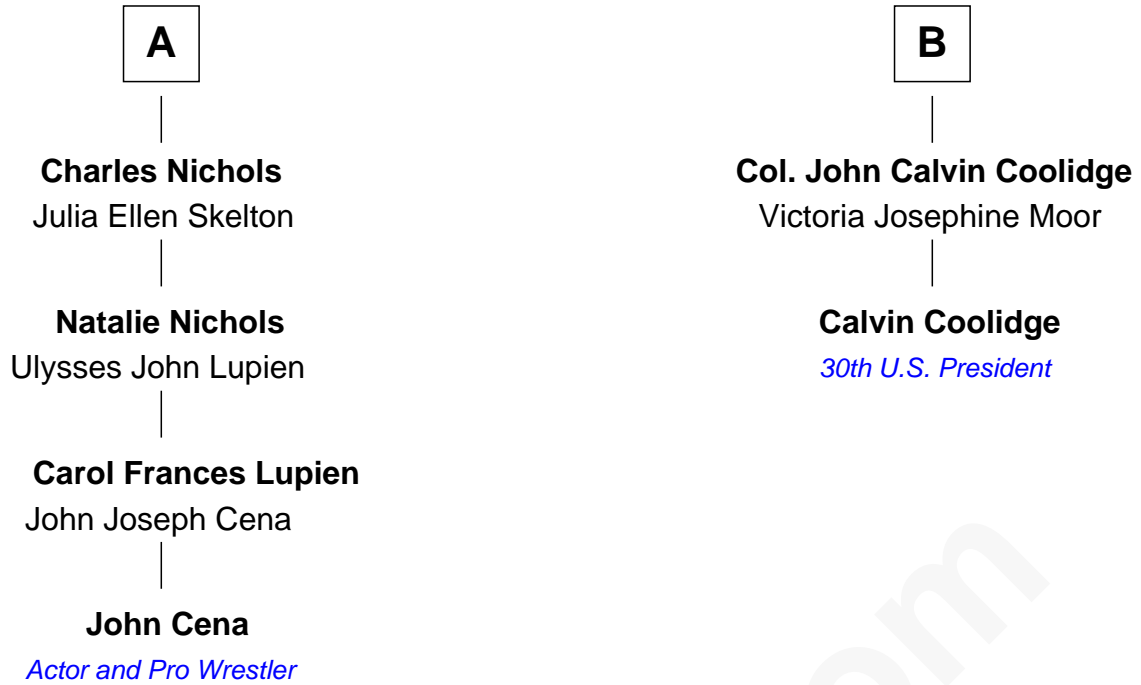 A
Charles Nichols
Julia Ellen Skelton
Natalie Nichols
Ulysses John Lupien
Carol Frances Lupien
John Joseph Cena
John Cena
Actor and Pro Wrestler
B
Col. John Calvin Coolidge
Victoria Josephine Moor
Calvin Coolidge
30th U.S. President
om